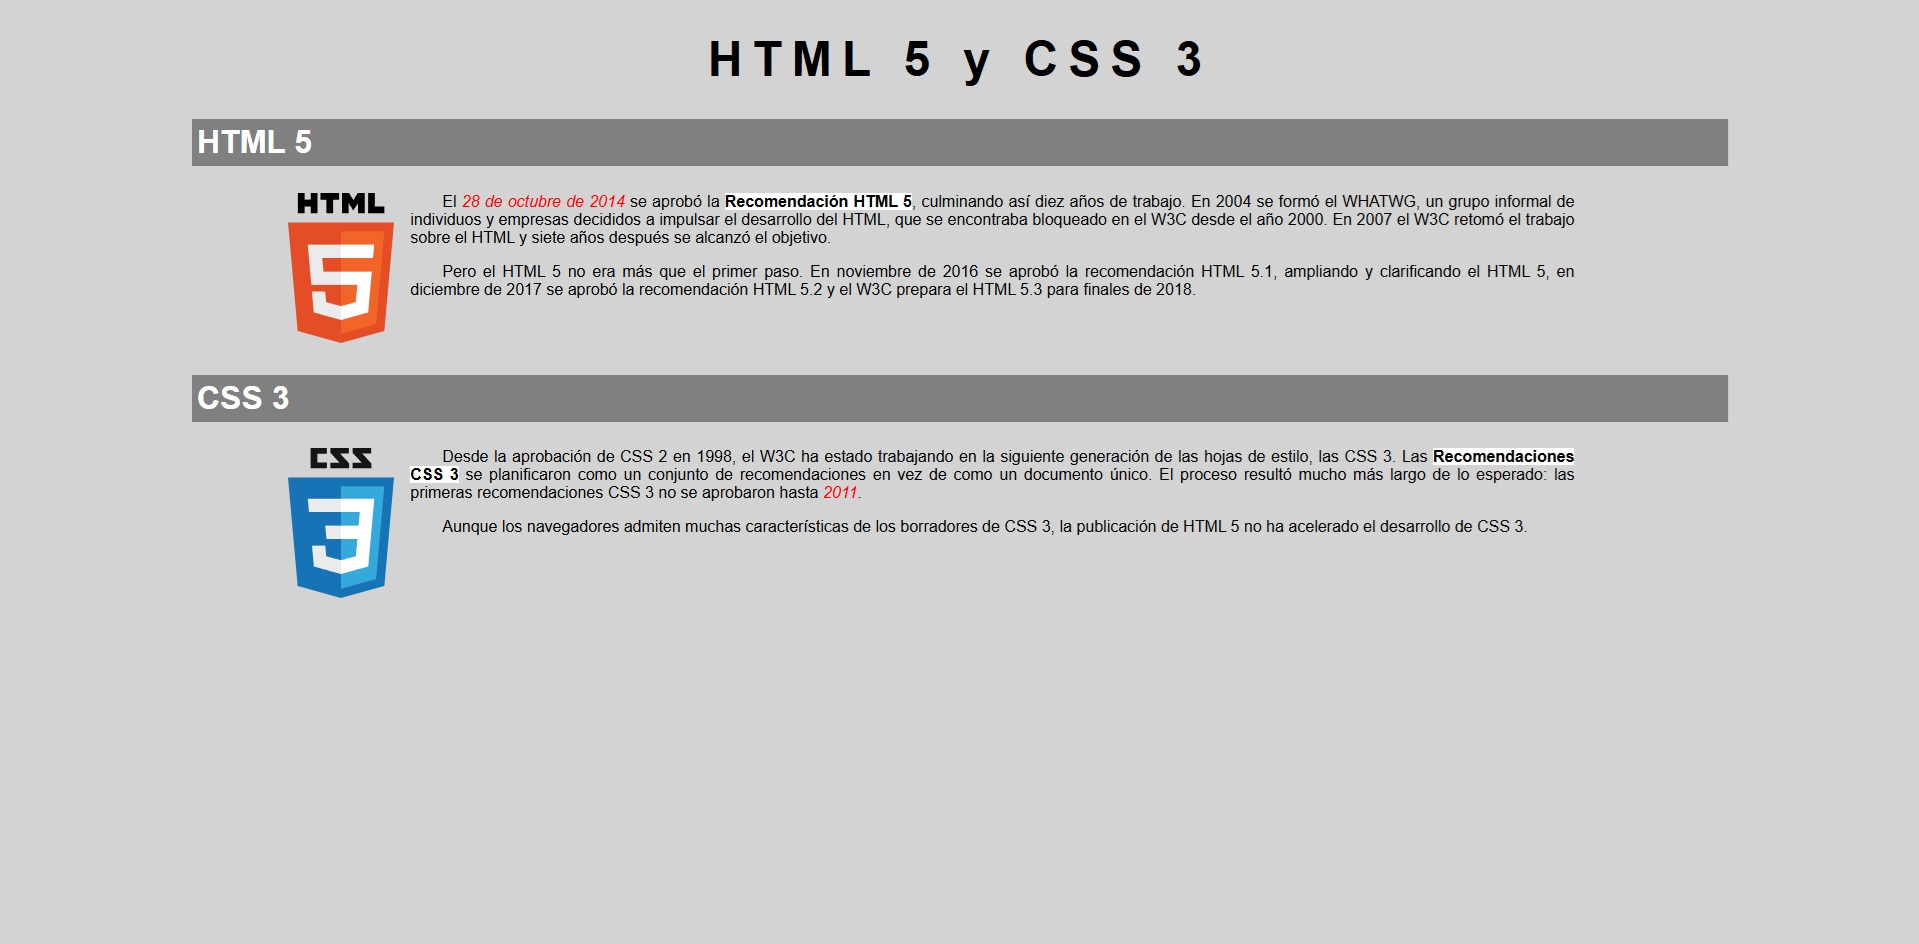 HTML 5 y CSS 3
HTML 5
HTML
5
El 28 de octubre de 2014 se aprobó la Recomendación HTML 5, culminando así diez años de trabajo. En 2004 se formó el WHATWG, un grupo informal de
individuos y empresas decididos a impulsar el desarrollo del HTML, que se encontraba bloqueado en el W3C desde el año 2000. En 2007 el W3C retomó el trabajo
sobre el HTML y siete años después se alcanzó el objetivo.
Pero el HTML 5 no era más que el primer paso. En noviembre de 2016 se aprobó la recomendación HTML 5.1, ampliando y clarificando el HTML 5, en
diciembre de 2017 se aprobó la recomendación HTML 5.2 y el W3C prepara el HTML 5.3 para finales de 2018.
CSS 3
CSS
3
Desde la aprobación de CSS 2 en 1998, el W3C ha estado trabajando en la siguiente generación de las hojas de estilo, las CSS 3. Las Recomendaciones
CSS 3 se planificaron como un conjunto de recomendaciones en vez de como un documento único. El proceso resultó mucho más largo de lo esperado: las
primeras recomendaciones CSS 3 no se aprobaron hasta 2011.
Aunque los navegadores admiten muchas características de los borradores de CSS 3, la publicación de HTML 5 no ha acelerado el desarrollo de CSS 3.